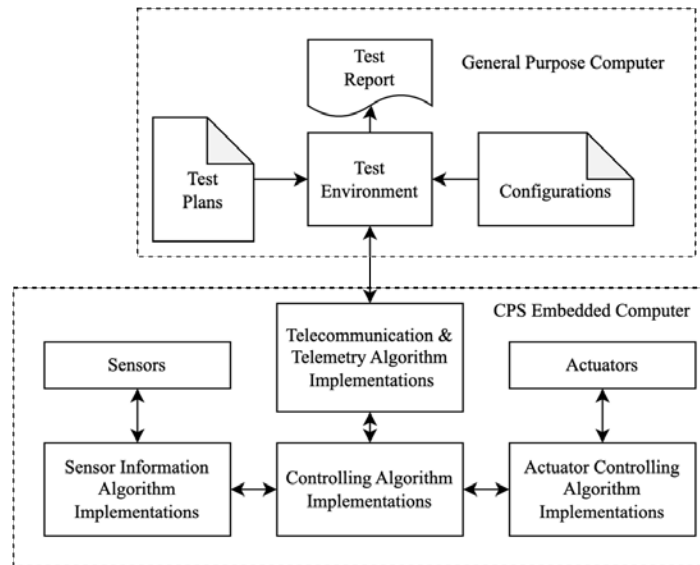 Test
Report
General Purpose Computer
Test
Plans
Test
Environment
Configurations
CPS Embedded Computer
Telecommunication &
Telemetry Algorithm
Implementations
Sensors
Actuators
Sensor Information
Algorithm
Implementations
Controlling Algorithm
Implementations
Actuator Controlling
Algorithm
Implementations